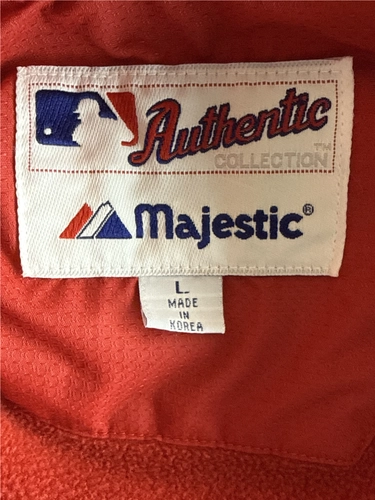 Authentic
COLLECTION™
Majestic®
L
MADE
IN
KOREA